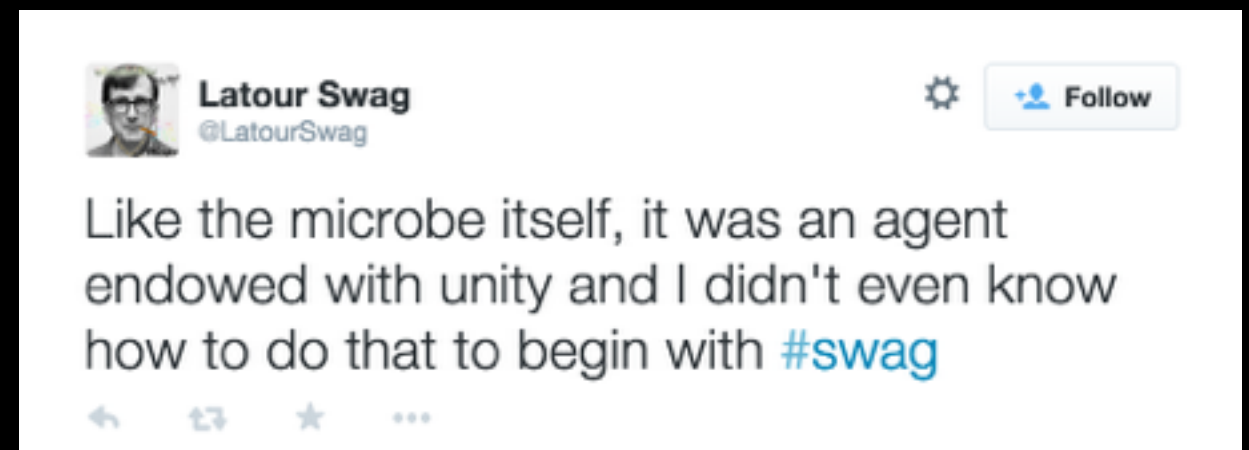 Latour Swag
@LatourSwag
Follow
Like the microbe itself, it was an agent
endowed with unity and I didn't even know
how to do that to begin with #swag